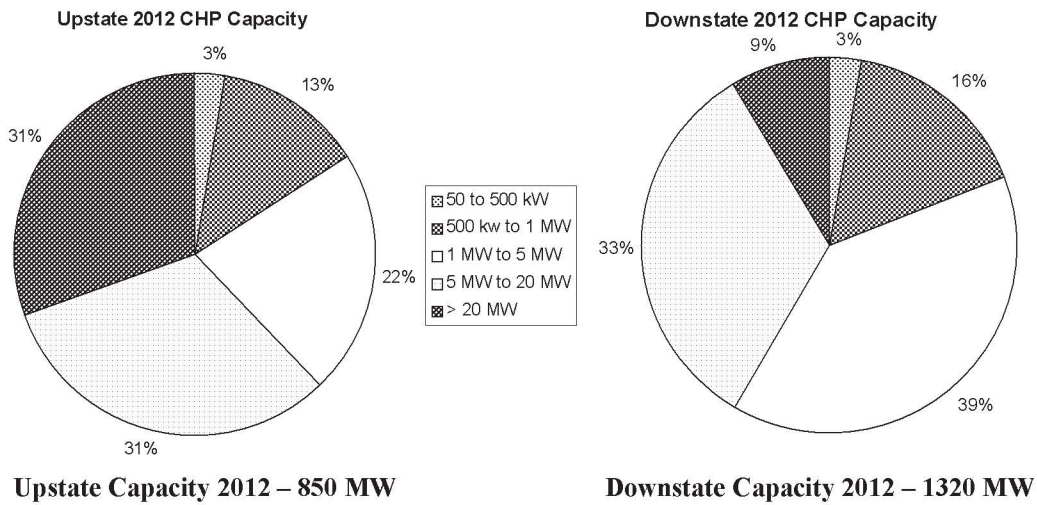 Upstate 2012 CHP Capacity
3%
13%
31%
22%
31%
50 to 500 kW
500 kw to 1 MW
1 MW to 5 MW
5 MW to 20 MW
> 20 MW
Downstate 2012 CHP Capacity
9%
3%
16%
33%
39%
Upstate Capacity 2012 – 850 MW
Downstate Capacity 2012 – 1320 MW